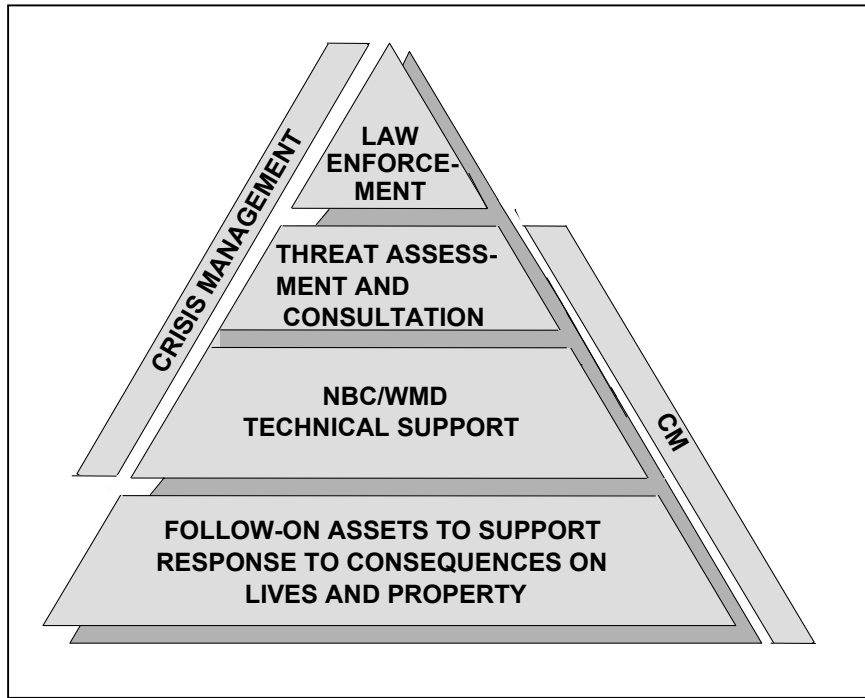 CRISIS MANAGEMENT
LAW
ENFORCE-
MENT
THREAT ASSESS-
MENT AND
CONSULTATION
NBC/WMD
TECHNICAL SUPPORT
CM
FOLLOW-ON ASSETS TO SUPPORT
RESPONSE TO CONSEQUENCES ON
LIVES AND PROPERTY